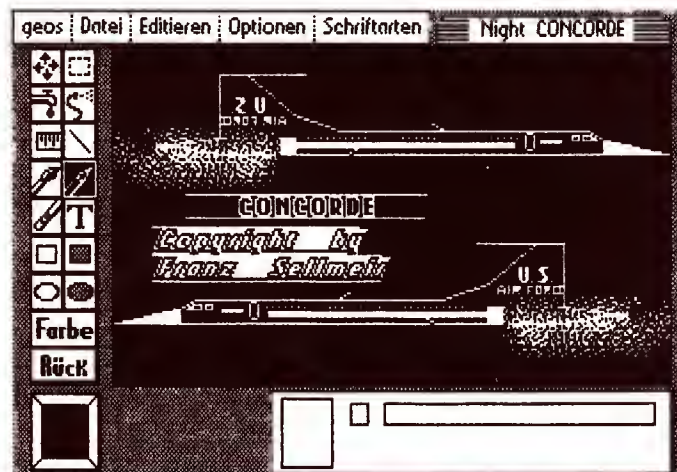 geos Datei Editieren Optionen Schriftarten Night CONCORDE
Z U
CONCORDE
Copyright by
Franz Sellmeir
U S
AIR FORCE
T
Farbe
Rück